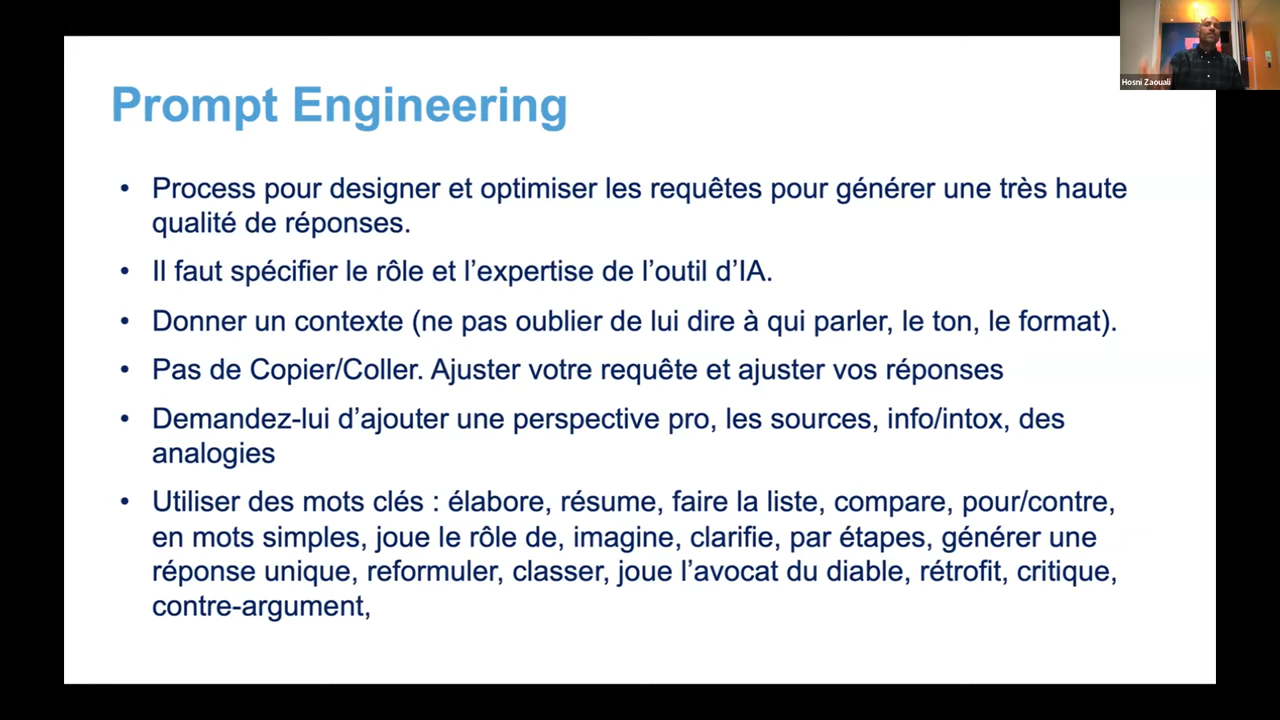 Prompt Engineering
• Process pour designer et optimiser les requêtes pour générer une très haute
qualité de réponses.
• Il faut spécifier le rôle et l’expertise de l’outil d’IA.
• Donner un contexte (ne pas oublier de lui dire à qui parler, le ton, le format).
• Pas de Copier/Coller. Ajuster votre requête et ajuster vos réponses
• Demandez-lui d’ajouter une perspective pro, les sources, info/intox, des
analogies
• Utiliser des mots clés : élabore, résume, faire la liste, compare, pour/contre,
en mots simples, joue le rôle de, imagine, clarifie, par étapes, générer une
réponse unique, reformuler, classer, joue l’avocat du diable, rétrofit, critique,
contre-argument,
Hosni Zaouali